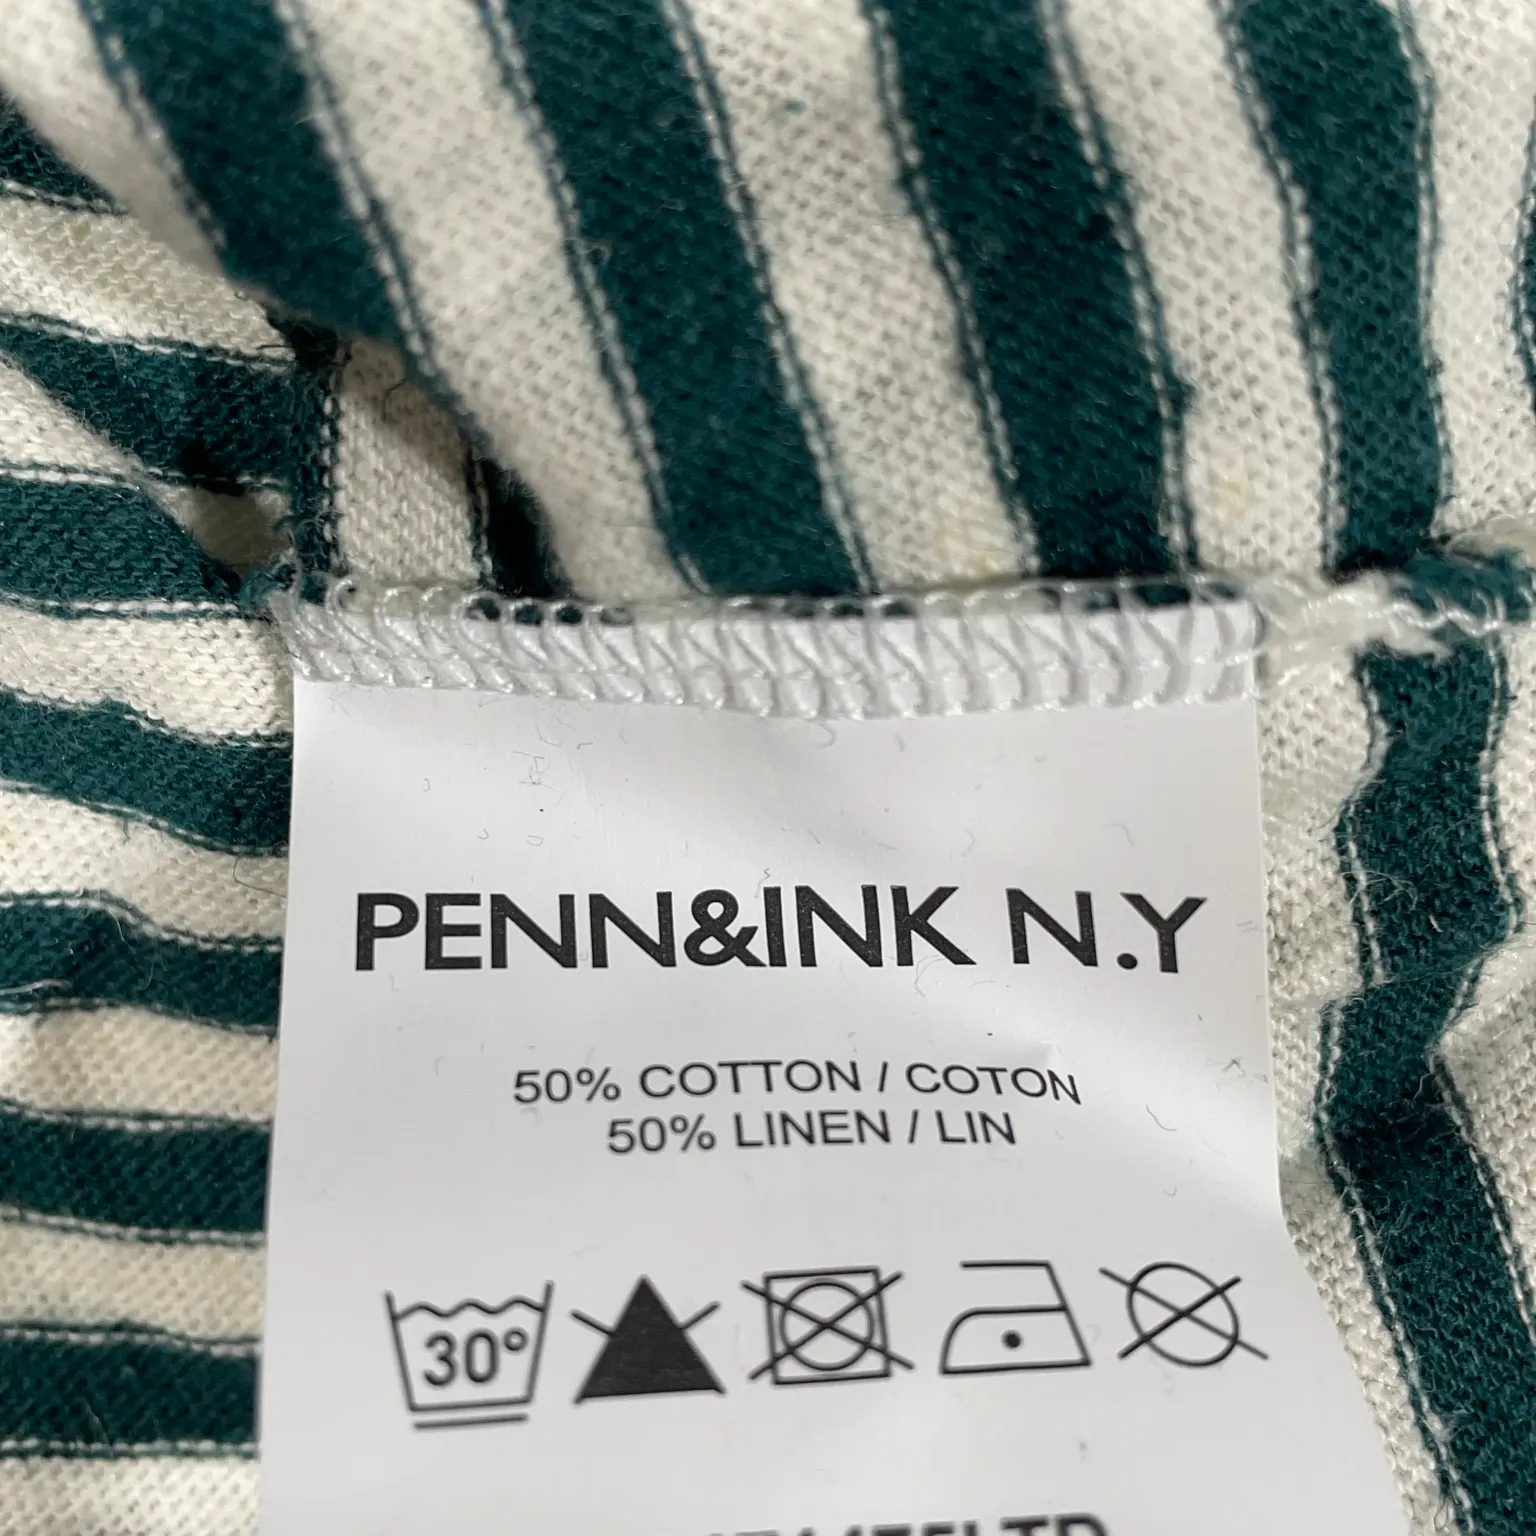 PENN&INK N.Y
50% COTTON / COTON
50% LINEN / LIN
30°